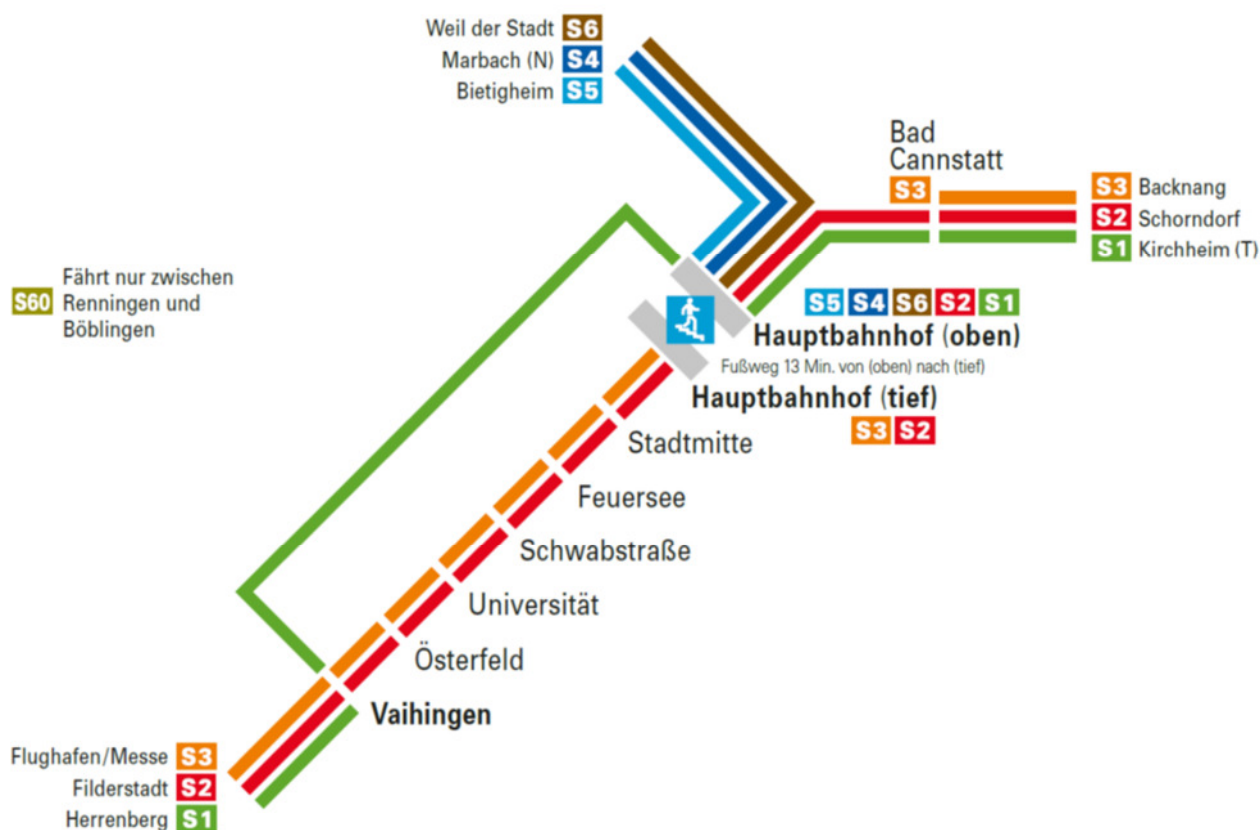 Weil der Stadt S6
Marbach (N) S4
Bietigheim S5
Bad
Cannstatt
S3
S3 Backnang
S2 Schorndorf
S1 Kirchheim (T)
S60 Fährt nur zwischen
Renningen und
Böblingen
S5 S4 S6 S2 S1
Hauptbahnhof (oben)
Fußweg 13 Min. von (oben) nach (tief)
Hauptbahnhof (tief)
S3 S2
Stadtmitte
Feuersee
Schwabstraße
Universität
Österfeld
Vaihingen
Flughafen/Messe S3
Filderstadt S2
Herrenberg S1